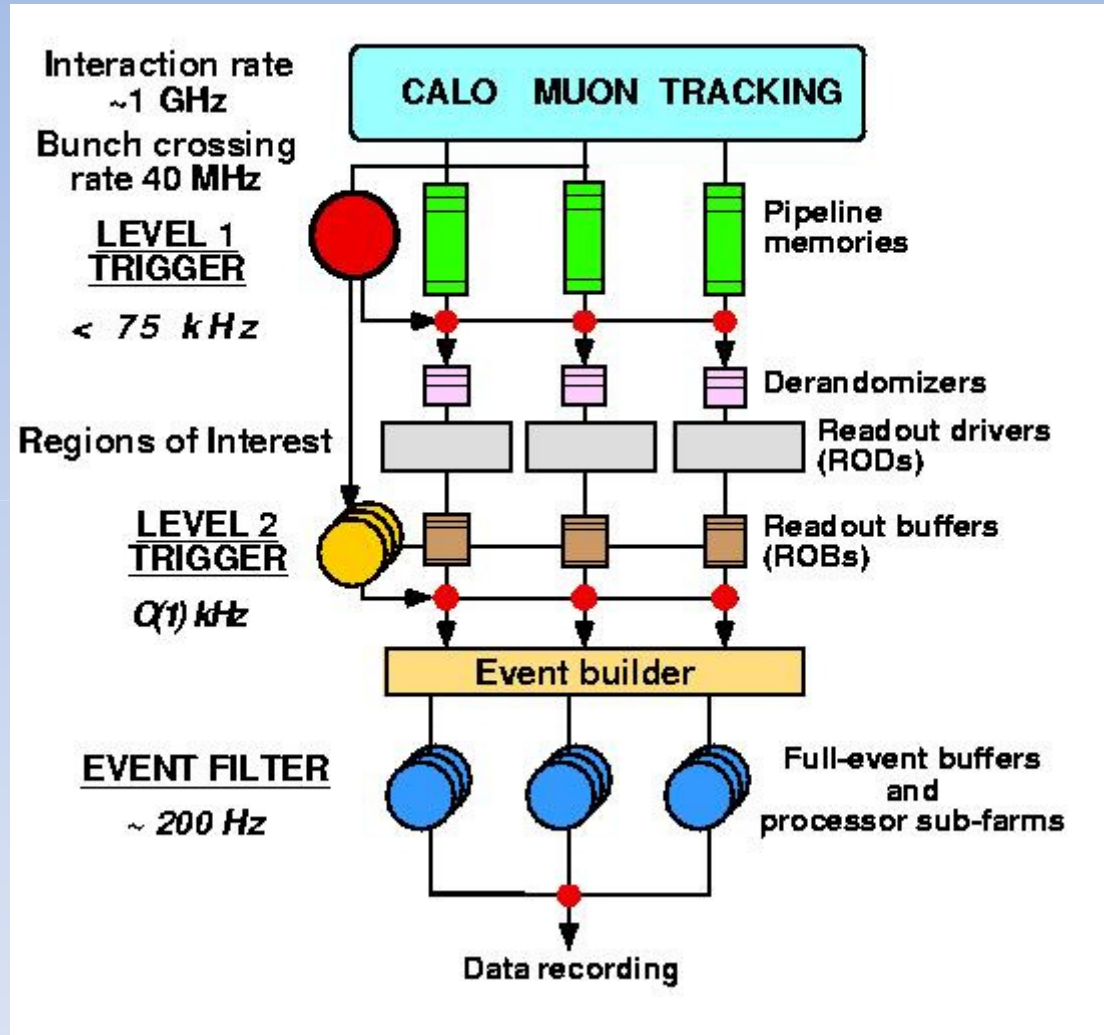 Interaction rate
~1 GHz
Bunch crossing
rate 40 MHz
CALO MUON TRACKING
LEVEL 1
TRIGGER
< 75 kHz
Pipeline
memories
Derandomizers
Regions of Interest
Readout drivers
(RODs)
LEVEL 2
TRIGGER
O(1) kHz
Readout buffers
(ROBs)
Event builder
EVENT FILTER
~ 200 Hz
Full-event buffers
and
processor sub-farms
Data recording